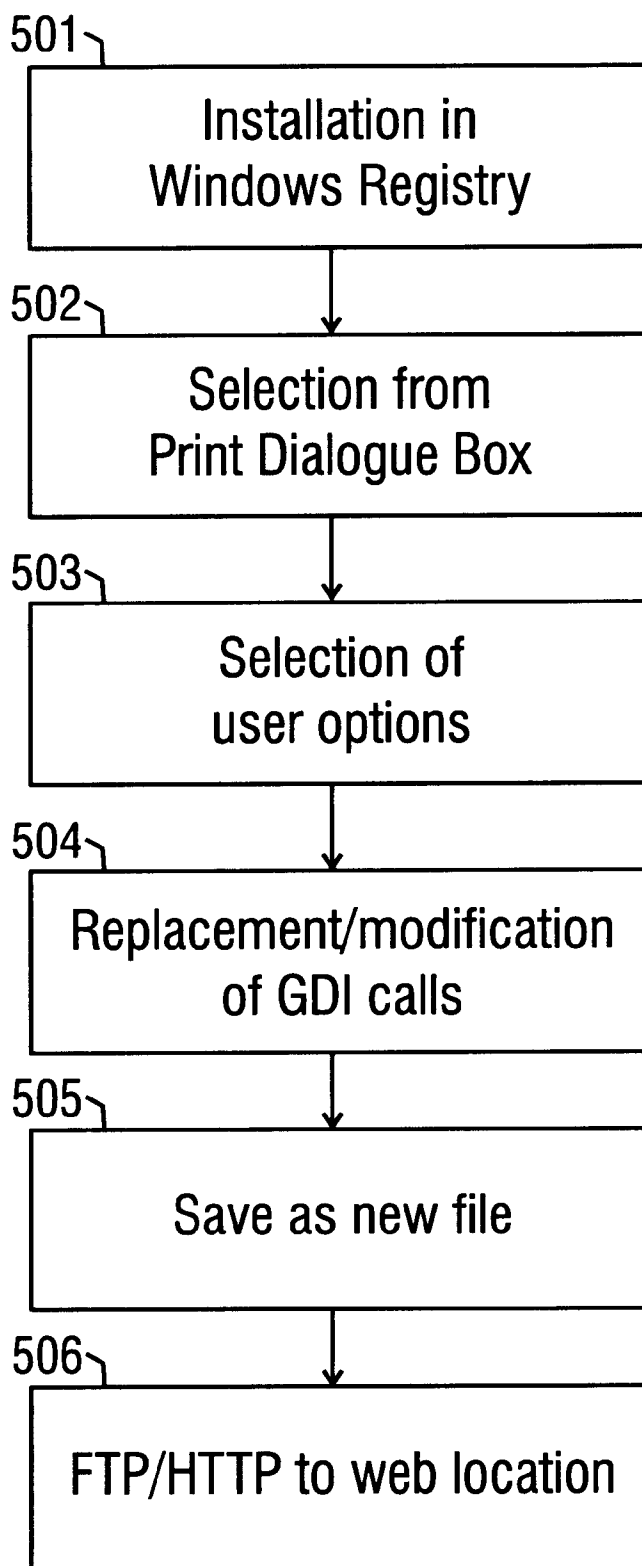 501
Installation in
Windows Registry
502
Selection from
Print Dialogue Box
503
Selection of
user options
504
Replacement/modification
of GDI calls
505
Save as new file
506
FTP/HTTP to web location